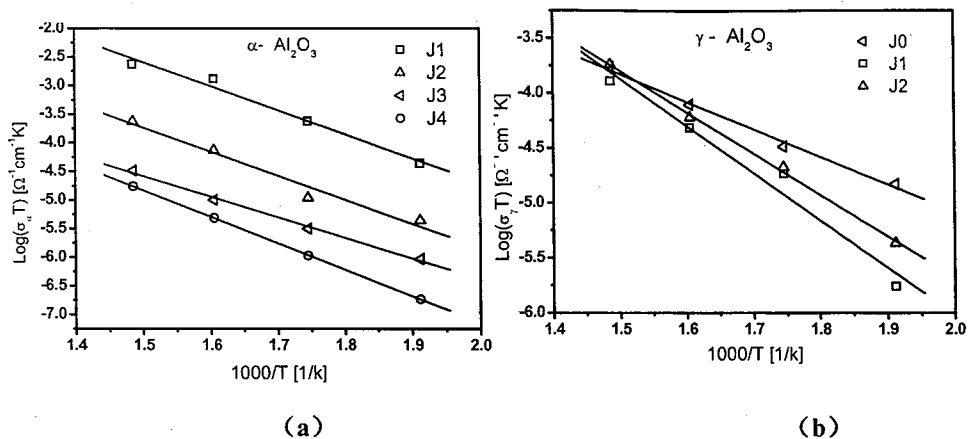 α- Al₂O₃
J1
J2
J3
J4
Log(σₐT) [Ω⁻¹cm⁻¹K]
-2.0
-2.5
-3.0
-3.5
-4.0
-4.5
-5.0
-5.5
-6.0
-6.5
-7.0
1.4 1.5 1.6 1.7 1.8 1.9 2.0
1000/T [1/k]
(a)
γ - Al₂O₃
J0
J1
J2
Log(σᵧT) [Ω⁻¹cm⁻¹K]
-3.5
-4.0
-4.5
-5.0
-5.5
-6.0
1.4 1.5 1.6 1.7 1.8 1.9 2.0
1000/T [1/k]
(b)